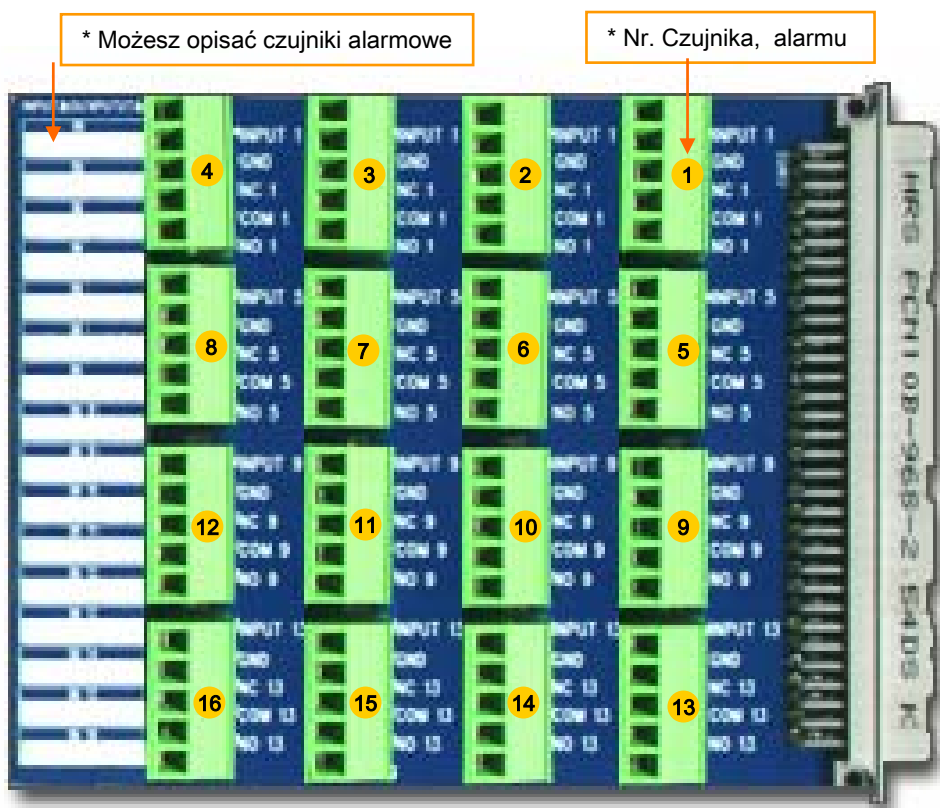 * Możesz opisać czujniki alarmowe
* Nr. Czujnika, alarmu
4 INPUT 1 3 INPUT 1 2 INPUT 1 1 INPUT 1
GND GND GND GND
NC 1 NC 1 NC 1 NC 1
COM 1 COM 1 COM 1 COM 1
NO 1 NO 1 NO 1 NO 1
8 INPUT 5 7 INPUT 5 6 INPUT 5 5 INPUT 5
GND GND GND GND
NC 5 NC 5 NC 5 NC 5
COM 5 COM 5 COM 5 COM 5
NO 5 NO 5 NO 5 NO 5
12 INPUT 9 11 INPUT 9 10 INPUT 9 9 INPUT 9
GND GND GND GND
NC 9 NC 9 NC 9 NC 9
COM 9 COM 9 COM 9 COM 9
NO 9 NO 9 NO 9 NO 9
16 INPUT 13 15 INPUT 13 14 INPUT 13 13 INPUT 13
GND GND GND GND
NC 13 NC 13 NC 13 NC 13
COM 13 COM 13 COM 13 COM 13
NO 13 NO 13 NO 13 NO 13
HRS PCN10B-96B-2.54DS K